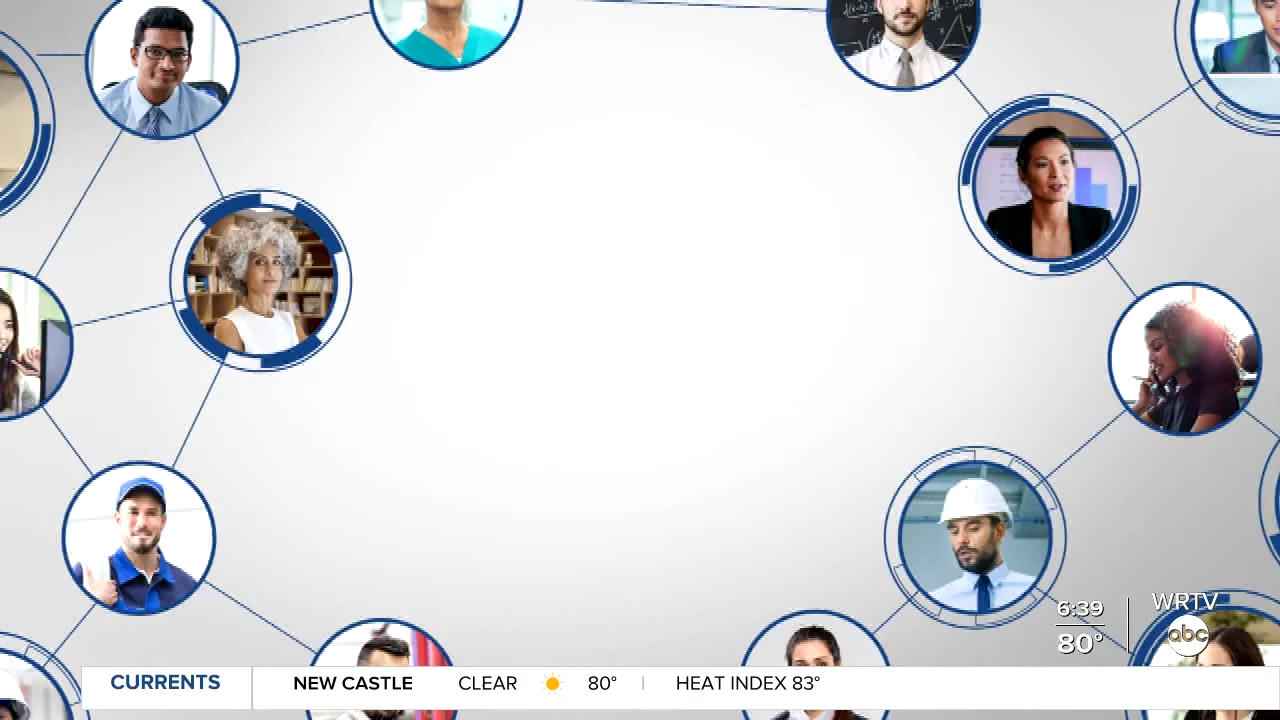 6:39
80°
WRTV
abc
CURRENTS NEW CASTLE CLEAR 80° HEAT INDEX 83°